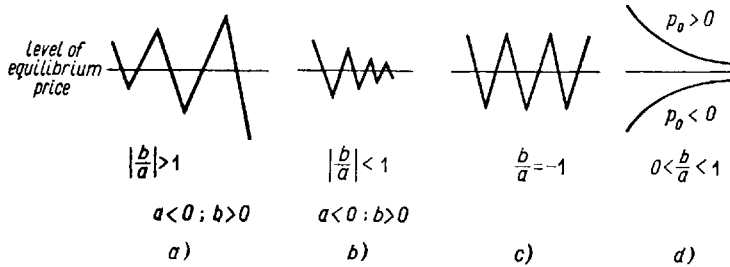 level of
equilibrium
price
p₀ > 0
p₀ < 0
|b/a| > 1
|b/a| < 1
b/a = -1
0 < b/a < 1
a < 0 ; b > 0
a < 0 ; b > 0
a)
b)
c)
d)